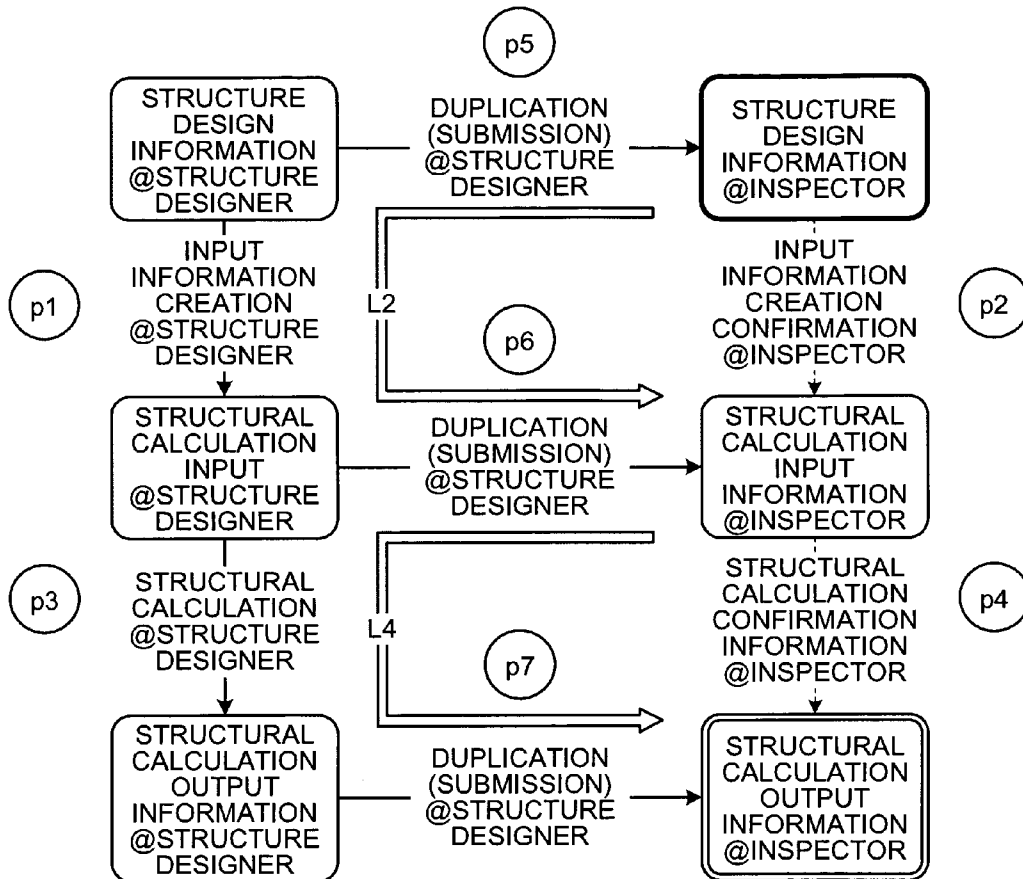 p5
STRUCTURE
DESIGN
INFORMATION
@STRUCTURE
DESIGNER
DUPLICATION
(SUBMISSION)
@STRUCTURE
DESIGNER
STRUCTURE
DESIGN
INFORMATION
@INSPECTOR
p1
INPUT
INFORMATION
CREATION
@STRUCTURE
DESIGNER
L2
p6
INPUT
INFORMATION
CREATION
CONFIRMATION
@INSPECTOR
p2
STRUCTURAL
CALCULATION
INPUT
@STRUCTURE
DESIGNER
DUPLICATION
(SUBMISSION)
@STRUCTURE
DESIGNER
STRUCTURAL
CALCULATION
INPUT
INFORMATION
@INSPECTOR
p3
STRUCTURAL
CALCULATION
@STRUCTURE
DESIGNER
L4
p7
STRUCTURAL
CALCULATION
CONFIRMATION
INFORMATION
@INSPECTOR
p4
STRUCTURAL
CALCULATION
OUTPUT
INFORMATION
@STRUCTURE
DESIGNER
DUPLICATION
(SUBMISSION)
@STRUCTURE
DESIGNER
STRUCTURAL
CALCULATION
OUTPUT
INFORMATION
@INSPECTOR